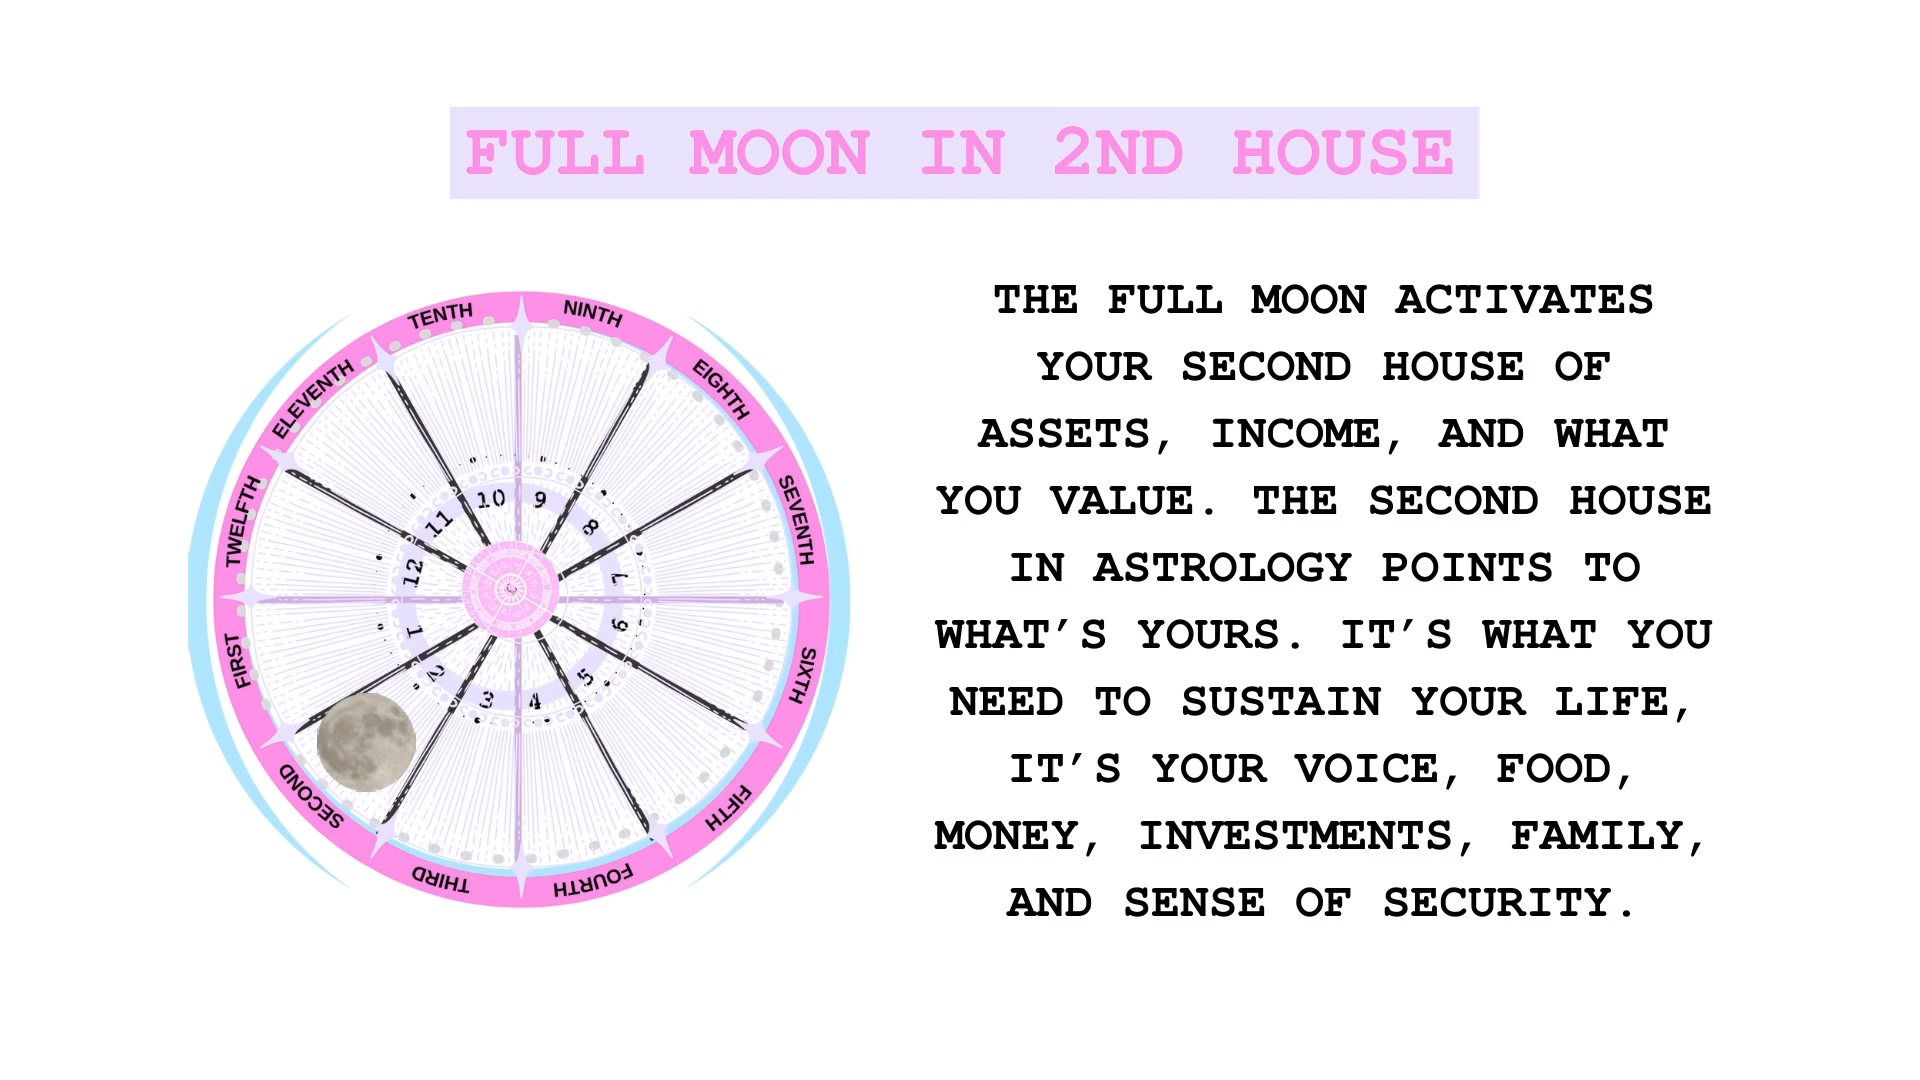 FULL MOON IN 2ND HOUSE
THE FULL MOON ACTIVATES
YOUR SECOND HOUSE OF
ASSETS, INCOME, AND WHAT
YOU VALUE. THE SECOND HOUSE
IN ASTROLOGY POINTS TO
WHAT’S YOURS. IT’S WHAT YOU
NEED TO SUSTAIN YOUR LIFE,
IT’S YOUR VOICE, FOOD,
MONEY, INVESTMENTS, FAMILY,
AND SENSE OF SECURITY.
FIRST
SECOND
THIRD
FOURTH
FIFTH
SIXTH
SEVENTH
EIGHTH
NINTH
TENTH
ELEVENTH
TWELFTH
1
2
3
4
5
6
7
8
9
10
11
12